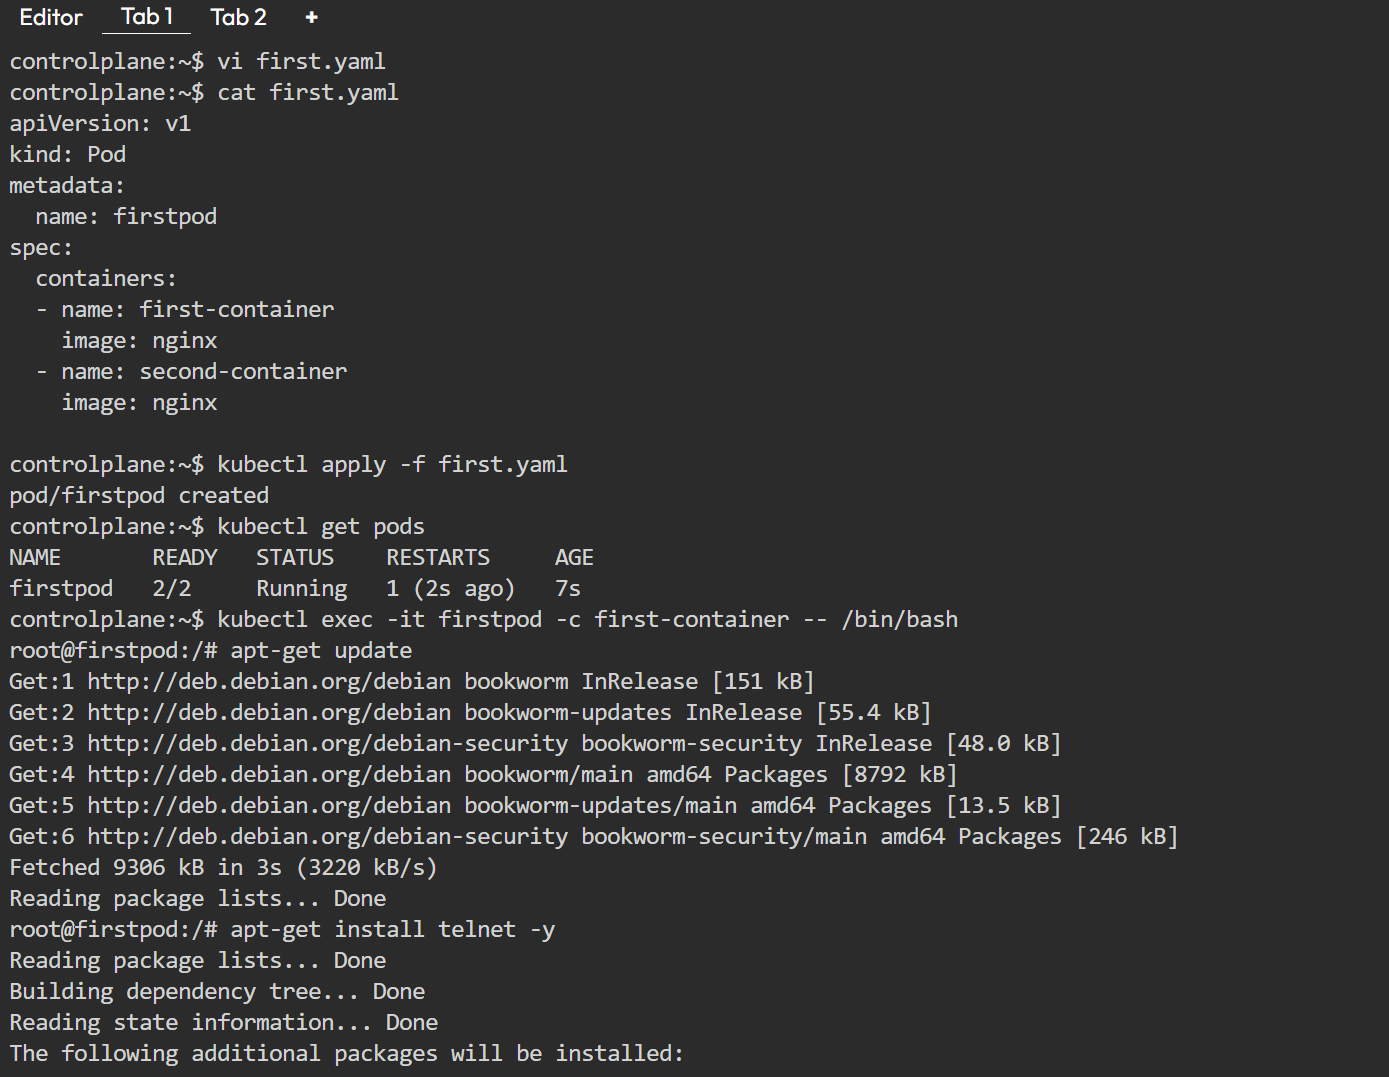 Editor Tab 1 Tab 2 +
controlplane:~$ vi first.yaml
controlplane:~$ cat first.yaml
apiVersion: v1
kind: Pod
metadata:
  name: firstpod
spec:
  containers:
  - name: first-container
    image: nginx
  - name: second-container
    image: nginx

controlplane:~$ kubectl apply -f first.yaml
pod/firstpod created
controlplane:~$ kubectl get pods
NAME       READY   STATUS    RESTARTS     AGE
firstpod   2/2     Running   1 (2s ago)   7s
controlplane:~$ kubectl exec -it firstpod -c first-container -- /bin/bash
root@firstpod:/# apt-get update
Get:1 http://deb.debian.org/debian bookworm InRelease [151 kB]
Get:2 http://deb.debian.org/debian bookworm-updates InRelease [55.4 kB]
Get:3 http://deb.debian.org/debian-security bookworm-security InRelease [48.0 kB]
Get:4 http://deb.debian.org/debian bookworm/main amd64 Packages [8792 kB]
Get:5 http://deb.debian.org/debian bookworm-updates/main amd64 Packages [13.5 kB]
Get:6 http://deb.debian.org/debian-security bookworm-security/main amd64 Packages [246 kB]
Fetched 9306 kB in 3s (3220 kB/s)
Reading package lists... Done
root@firstpod:/# apt-get install telnet -y
Reading package lists... Done
Building dependency tree... Done
Reading state information... Done
The following additional packages will be installed: